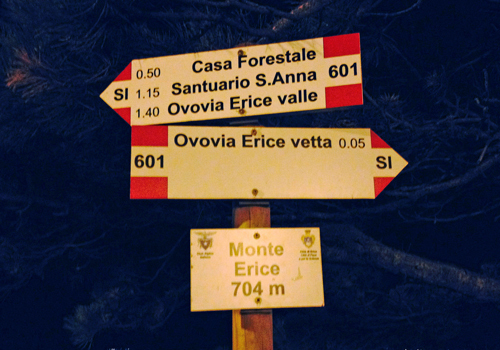 0.50 Casa Forestale
SI 1.15 Santuario S.Anna 601
1.40 Ovovia Erice valle
Ovovia Erice vetta 0.05
601 SI
Monte
Erice
704 m